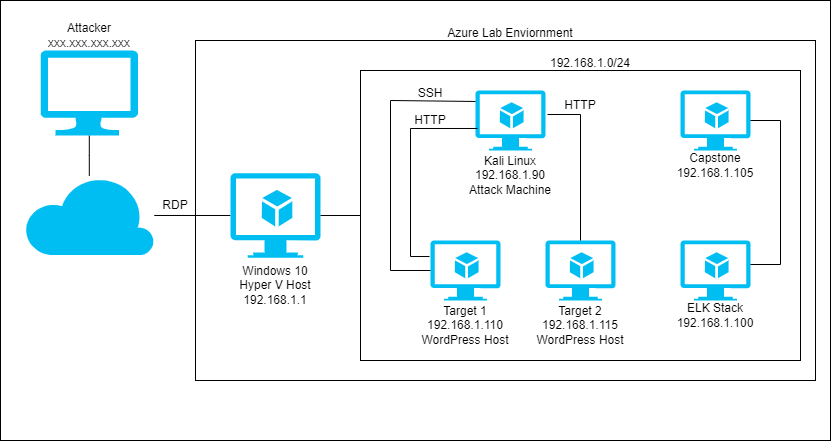 Attacker
xxx.xxx.xxx.xxx
Azure Lab Enviornment
192.168.1.0/24
SSH
HTTP
HTTP
Kali Linux
192.168.1.90
Attack Machine
Capstone
192.168.1.105
RDP
Windows 10
Hyper V Host
192.168.1.1
Target 1
192.168.1.110
WordPress Host
Target 2
192.168.1.115
WordPress Host
ELK Stack
192.168.1.100